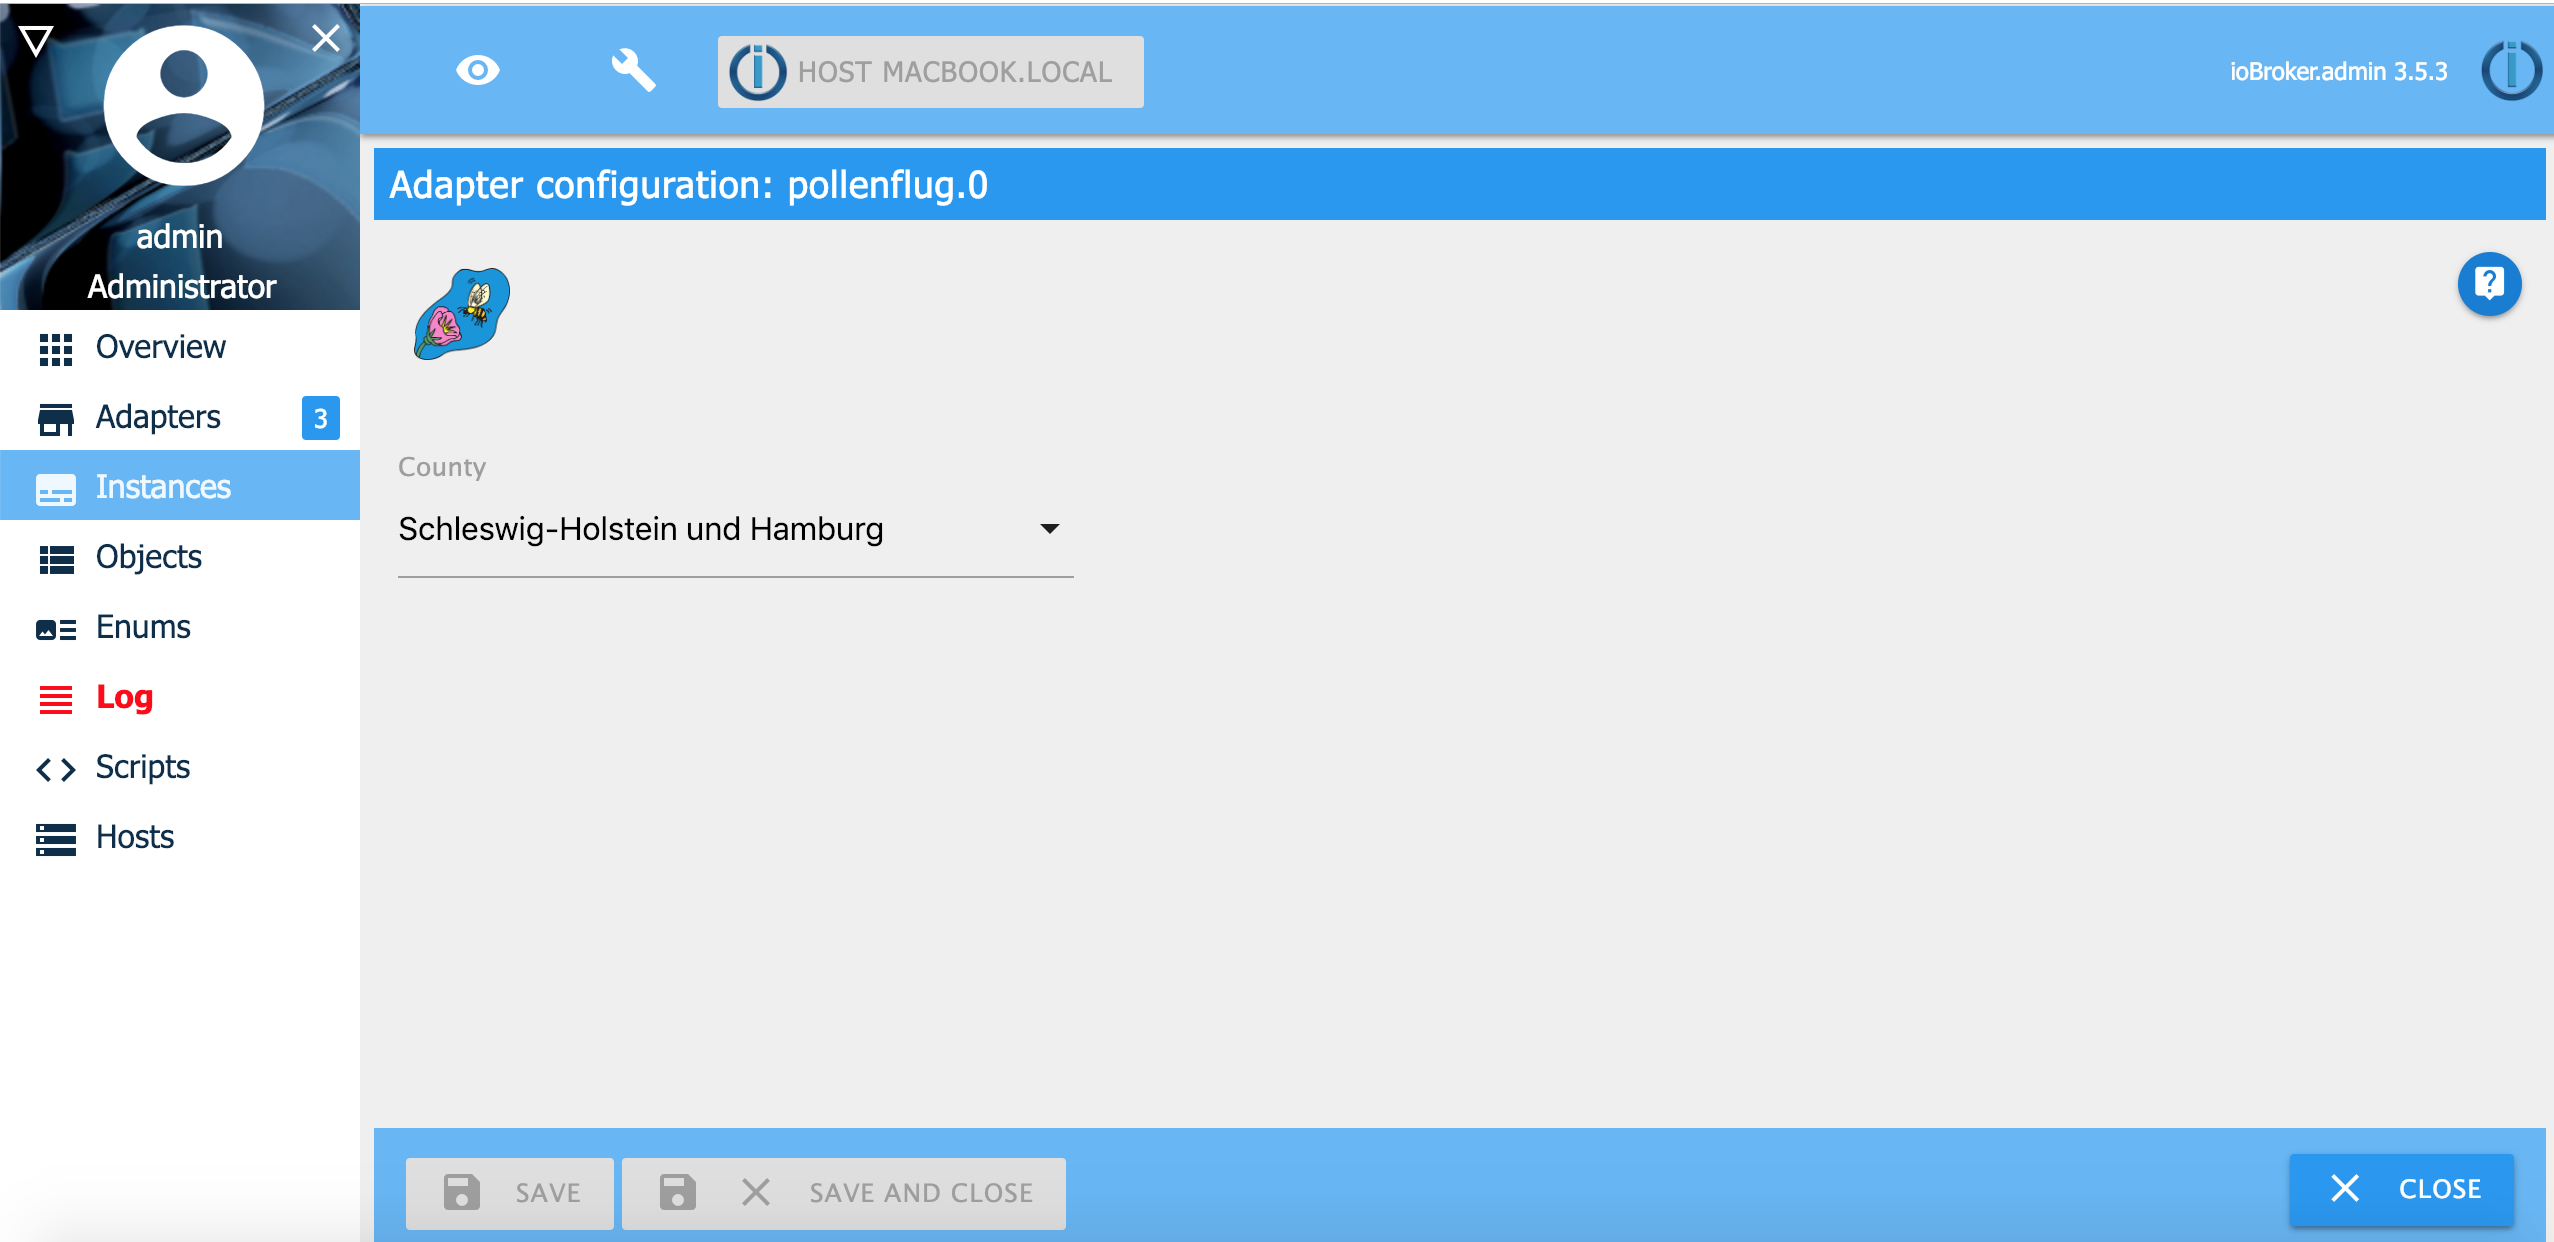 admin
Administrator
Overview
Adapters 3
Instances
Objects
Enums
Log
Scripts
Hosts
HOST MACBOOK.LOCAL
ioBroker.admin 3.5.3
Adapter configuration: pollenflug.0
County
Schleswig-Holstein und Hamburg
SAVE
SAVE AND CLOSE
CLOSE